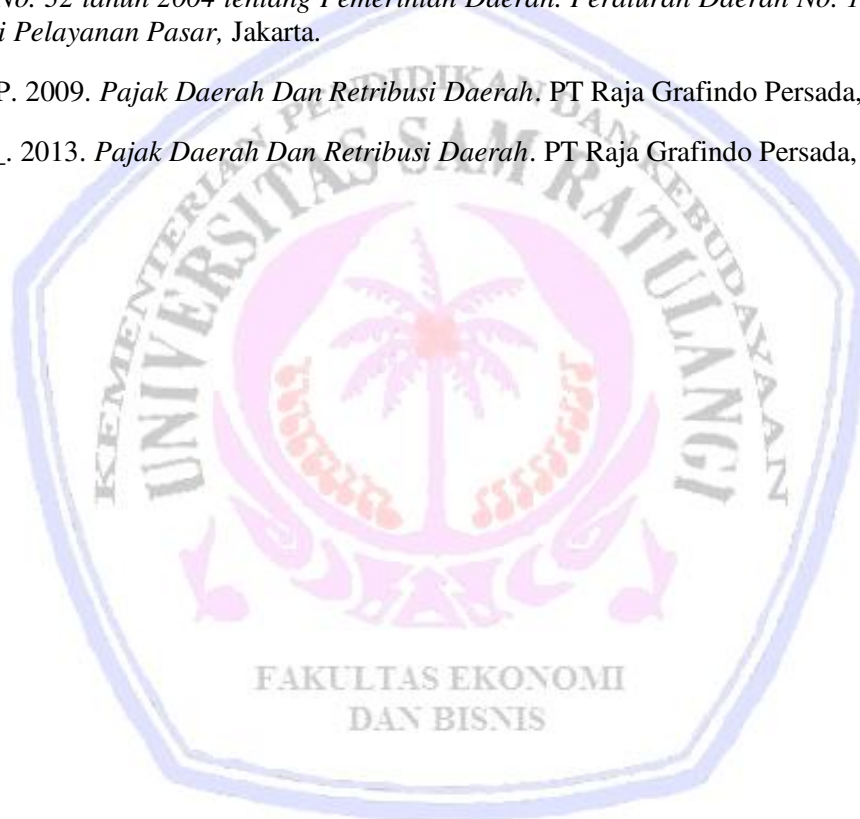 No. 32 tahun 2004 tentang Pemerintah Daerah. Peraturan Daerah No. 1
i Pelayanan Pasar, Jakarta.
P. 2009. Pajak Daerah Dan Retribusi Daerah. PT Raja Grafindo Persada,
_. 2013. Pajak Daerah Dan Retribusi Daerah. PT Raja Grafindo Persada,
KEMENTERIAN PENDIDIKAN DAN KEBUDAYAAN
UNIVERSITAS SAM RATULANGI
FAKULTAS EKONOMI
DAN BISNIS